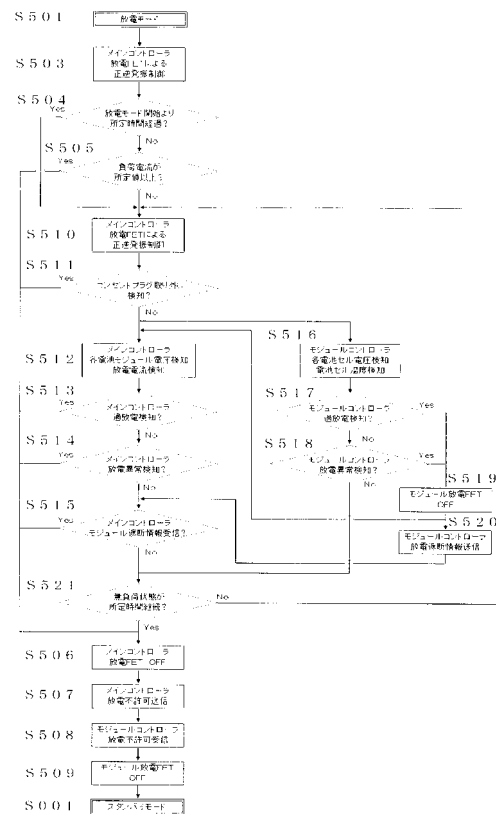 S501
放電モード
S503
メインコントローラ
放電FETによる
正逆発振制御
S504
Yes
放電モード開始より
所定時間経過?
No
S505
Yes
負荷電流が
所定値以上?
No
S510
メインコントローラ
放電FETによる
正逆発振制御
S511
Yes
コンセントプラグ取り外し
検知?
No
S512
メインコントローラ
各電池モジュール電圧検知
放電電流検知
S516
モジュールコントローラ
各電池セル電圧検知
電池セル温度検知
S513
Yes
メインコントローラ
過放電検知?
No
S517
モジュールコントローラ
過放電検知?
Yes
No
S514
Yes
メインコントローラ
放電異常検知?
No
S518
モジュールコントローラ
放電異常検知?
Yes
No
S519
モジュール放電FET
OFF
S515
Yes
メインコントローラ
モジュール遮断情報受信?
No
S520
モジュールコントローラ
放電遮断情報送信
S521
無負荷状態が
所定時間継続?
No
Yes
S506
メインコントローラ
放電FET OFF
S507
メインコントローラ
放電不許可送信
S508
モジュールコントローラ
放電不許可受信
S509
モジュール放電FET
OFF
S001
スタンバイモード